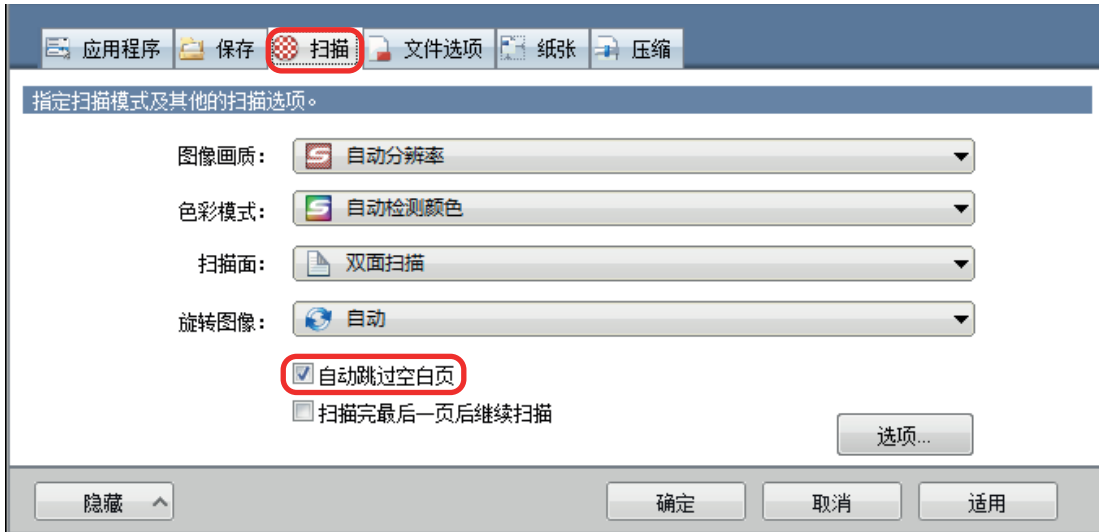 应用程序 保存 扫描 文件选项 纸张 压缩
指定扫描模式及其他的扫描选项。
图像画质： 自动分辨率
色彩模式： 自动检测颜色
扫描面： 双面扫描
旋转图像： 自动
自动跳过空白页
扫描完最后一页后继续扫描
选项...
隐藏 确定 取消 适用